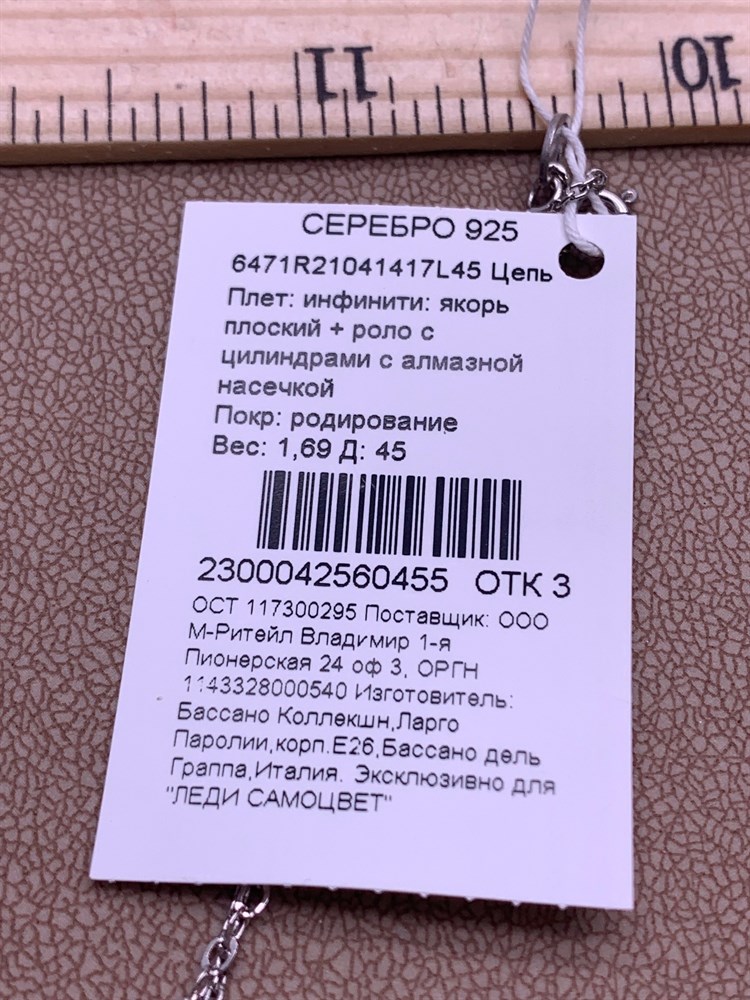 11
10
СЕРЕБРО 925
6471R21041417L45 Цепь
Плет: инфинити: якорь
плоский + роло с
цилиндрами с алмазной
насечкой
Покр: родирование
Вес: 1,69 Д: 45
2300042560455 ОТК 3
ОСТ 117300295 Поставщик: ООО
М-Ритейл Владимир 1-я
Пионерская 24 оф 3, ОРГН
1143328000540 Изготовитель:
Бассано Коллекшн,Ларго
Паролии,корп.Е26,Бассано дель
Граппа,Италия. Эксклюзивно для
"ЛЕДИ САМОЦВЕТ"